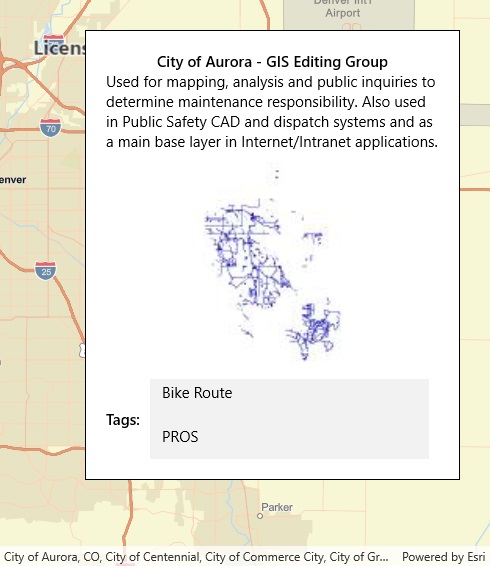 Denver Int'l
Airport
Licens
City of Aurora - GIS Editing Group
Used for mapping, analysis and public inquiries to
determine maintenance responsibility. Also used
in Public Safety CAD and dispatch systems and as
a main base layer in Internet/Intranet applications.
70
enver
25
Bike Route
Tags:
PROS
Parker
City of Aurora, CO, City of Centennial, City of Commerce City, City of Gr...
Powered by Esri